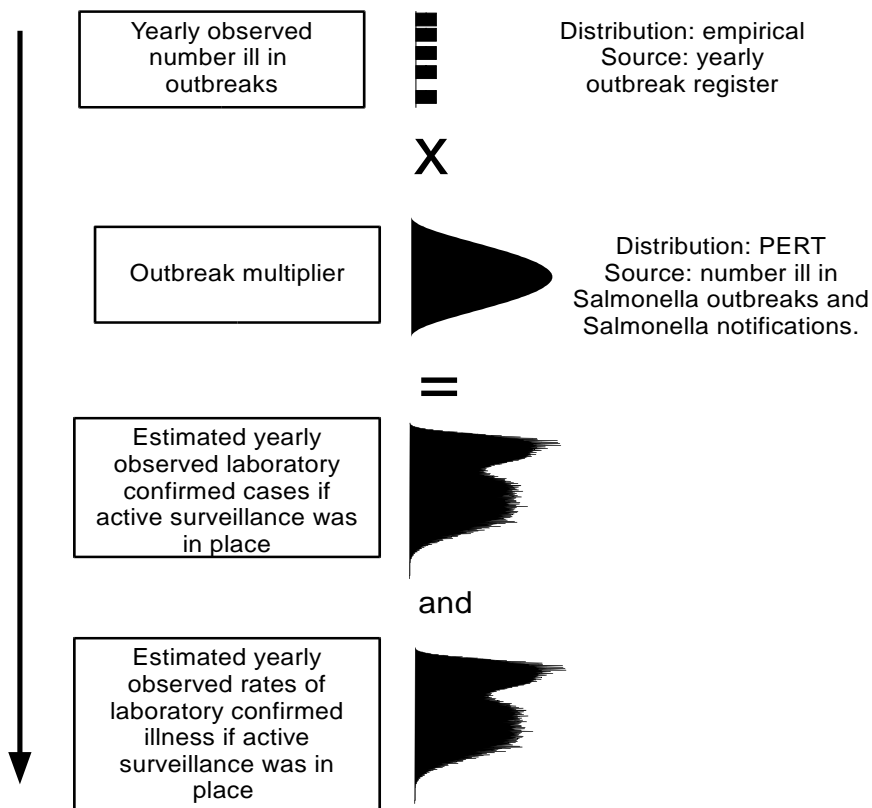 Yearly observed
number ill in
outbreaks
Distribution: empirical
Source: yearly
outbreak register
X
Outbreak multiplier
Distribution: PERT
Source: number ill in
Salmonella outbreaks and
Salmonella notifications.
=
Estimated yearly
observed laboratory
confirmed cases if
active surveillance was
in place
and
Estimated yearly
observed rates of
laboratory confirmed
illness if active
surveillance was in
place